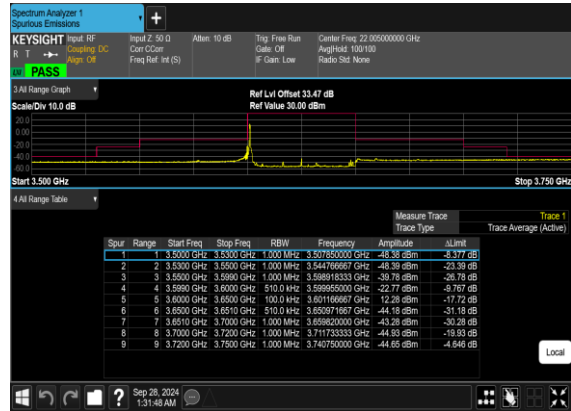 Spectrum Analyzer 1
Spurious Emissions
KEYSIGHT Input: RF Input Z: 50 Ω Atten: 10 dB Trig: Free Run Center Freq: 22.005000000 GHz
R T Coupling: DC Corr CCorr Gate: Off Avg|Hold: 100/100
Align: Off Freq Ref: Int (S) IF Gain: Low Radio Std: None
PASS
3 All Range Graph
Ref Lvl Offset 33.47 dB
Scale/Div 10.0 dB Ref Value 30.00 dBm
20.0
0.00
-20.0
-40.0
-60.0
Start 3.500 GHz Stop 3.750 GHz
4 All Range Table
Measure Trace Trace 1
Trace Type Trace Average (Active)
Spur Range Start Freq Stop Freq RBW Frequency Amplitude ΔLimit
1 1 3.5000 GHz 3.5300 GHz 1.000 MHz 3.507850000 GHz -48.38 dBm -8.377 dB
2 2 3.5300 GHz 3.5500 GHz 1.000 MHz 3.544766667 GHz -48.39 dBm -23.39 dB
3 3 3.5500 GHz 3.5990 GHz 1.000 MHz 3.598918333 GHz -39.78 dBm -26.78 dB
4 4 3.5990 GHz 3.6000 GHz 510.0 kHz 3.599955000 GHz -22.77 dBm -9.767 dB
5 5 3.6000 GHz 3.6500 GHz 100.0 kHz 3.601166667 GHz 12.28 dBm -17.72 dB
6 6 3.6500 GHz 3.6510 GHz 510.0 kHz 3.650971667 GHz -44.18 dBm -31.18 dB
7 7 3.6510 GHz 3.7000 GHz 1.000 MHz 3.659820000 GHz -43.28 dBm -30.28 dB
8 8 3.7000 GHz 3.7200 GHz 1.000 MHz 3.711733333 GHz -44.93 dBm -19.93 dB
9 9 3.7200 GHz 3.7500 GHz 1.000 MHz 3.740750000 GHz -44.65 dBm -4.646 dB
Local
?
Sep 28, 2024
1:31:48 AM